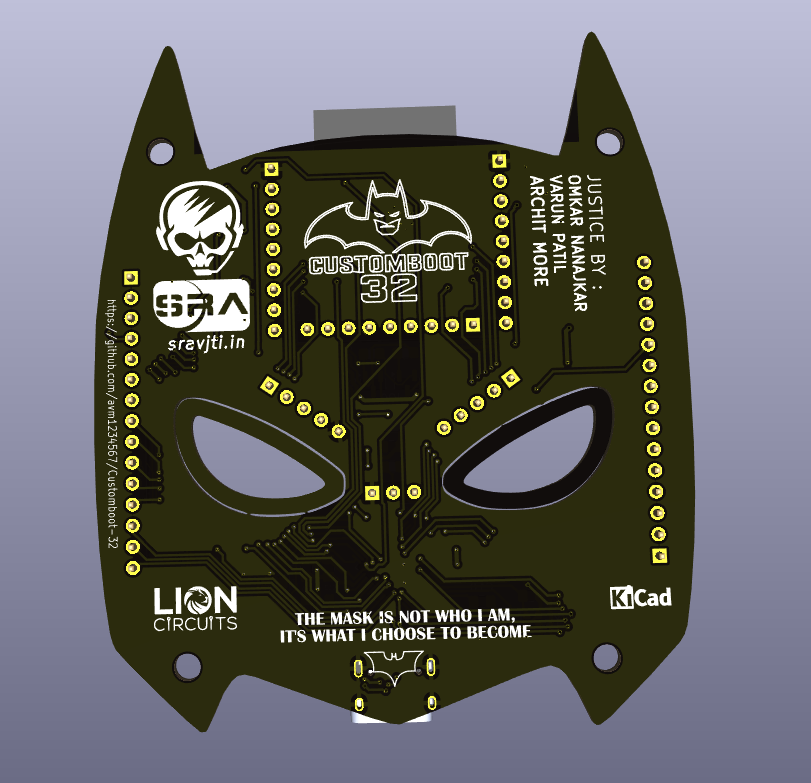 CUSTOMBOOT
32
SRA
sravjti.in
JUSTICE BY :
OMKAR NANAJKAR
VARUN PATIL
ARCHIT MORE
https://github.com/avm1234567/Customboot-32
LION
CIRCUITS
KiCad
THE MASK IS NOT WHO I AM,
IT'S WHAT I CHOOSE TO BECOME